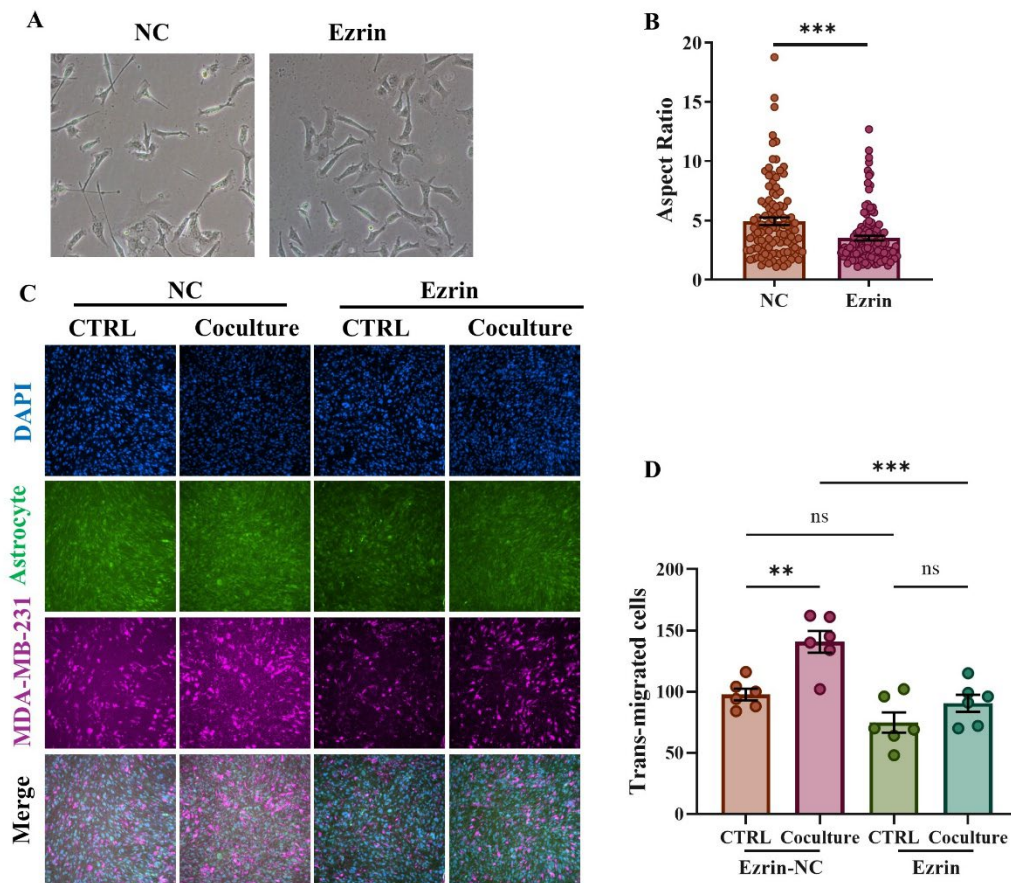 A
NC
Ezrin
B
***
Aspect Ratio
20
15
10
5
0
NC
Ezrin
C
NC
Ezrin
CTRL
Coculture
CTRL
Coculture
DAPI
Astrocyte
MDA-MB-231
Merge
D
***
ns
**
ns
Trans-migrated cells
200
150
100
50
0
CTRL
Coculture
CTRL
Coculture
Ezrin-NC
Ezrin